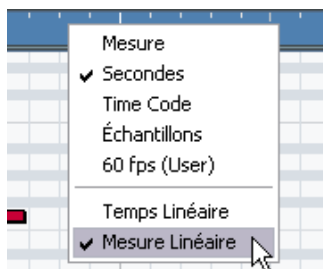 Mesure
Secondes
Time Code
Échantillons
60 fps (User)
Temps Linéaire
Mesure Linéaire